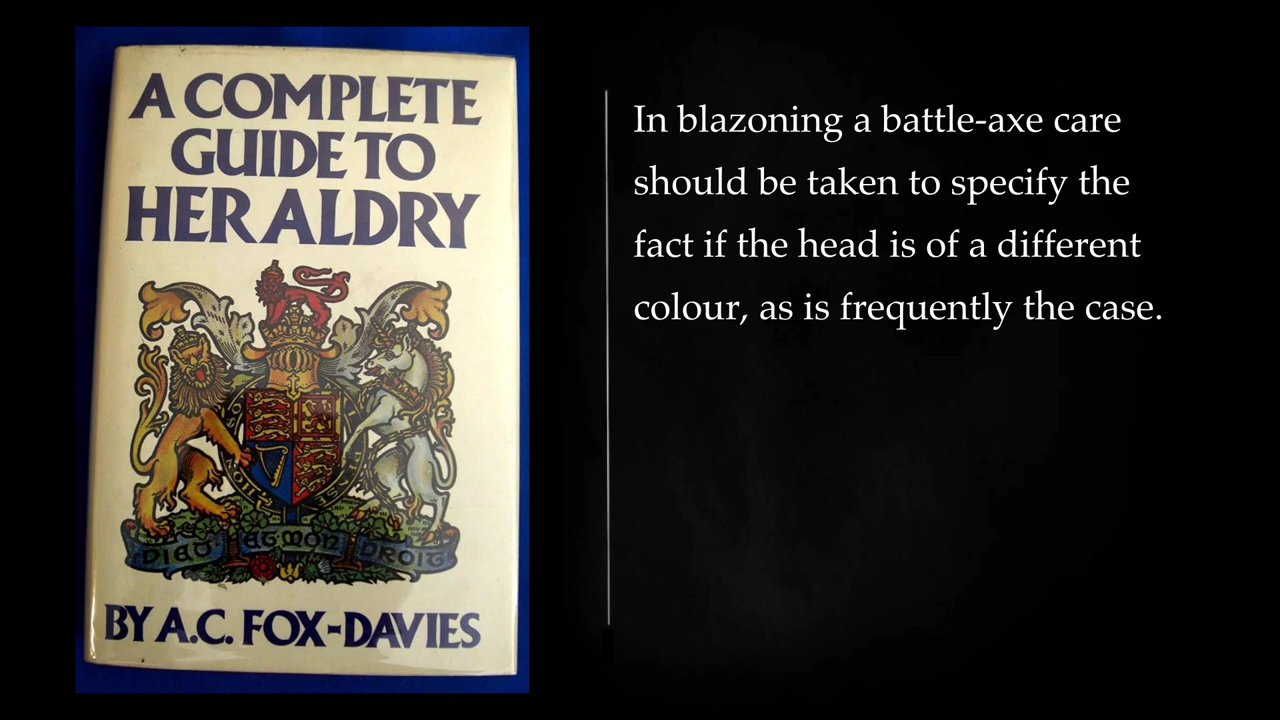 A COMPLETE
GUIDE TO
HERALDRY
DIEU ET MON DROIT
BY A.C. FOX-DAVIES
In blazoning a battle-axe care
should be taken to specify the
fact if the head is of a different
colour, as is frequently the case.